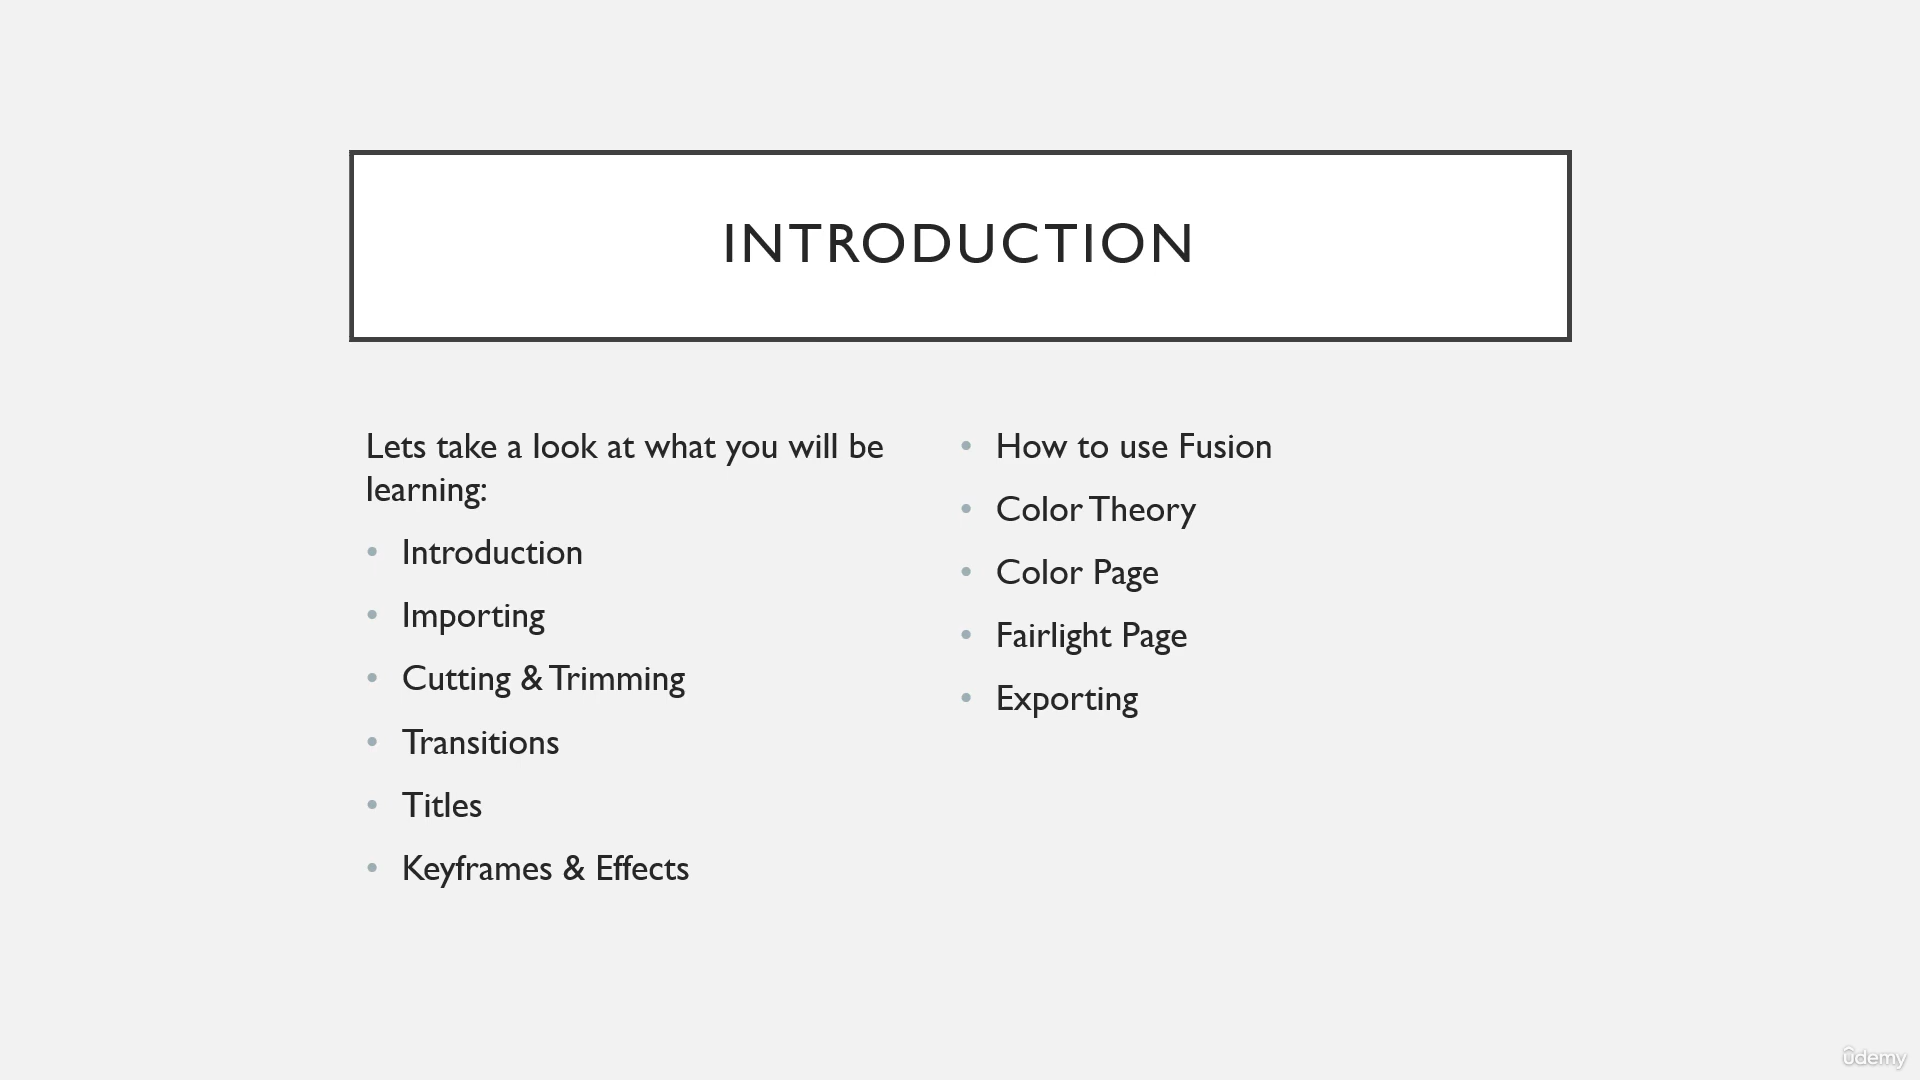 INTRODUCTION
Lets take a look at what you will be
learning:
• Introduction
• Importing
• Cutting & Trimming
• Transitions
• Titles
• Keyframes & Effects
• How to use Fusion
• Color Theory
• Color Page
• Fairlight Page
• Exporting
ûdemy